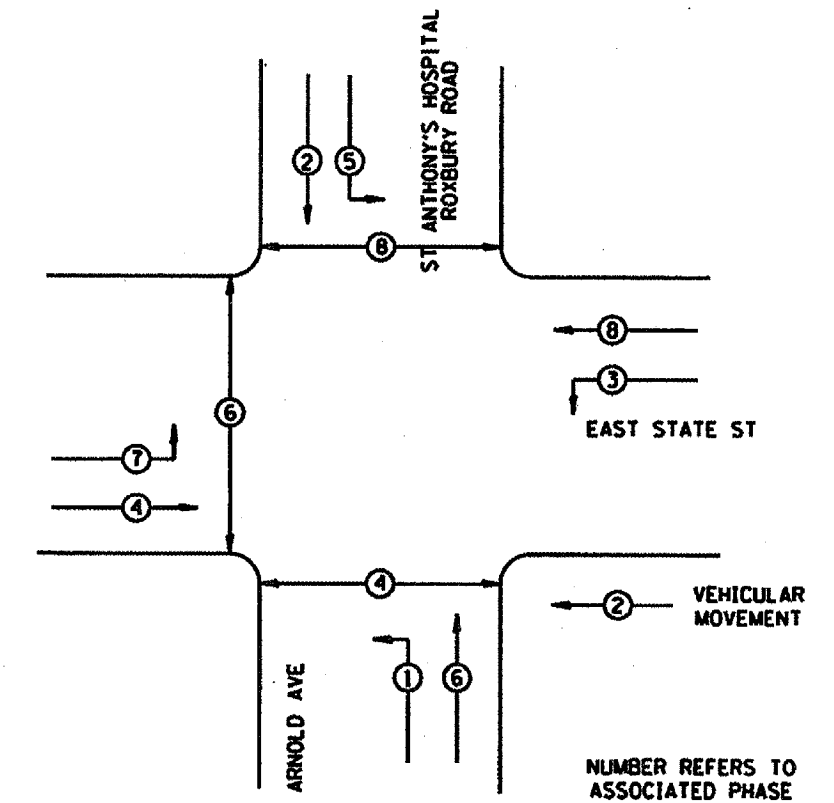 ST ANTHONY'S HOSPITAL
ROXBURY ROAD
2
5
8
8
3
EAST STATE ST
6
7
4
4
2
VEHICULAR
MOVEMENT
1
6
ARNOLD AVE
NUMBER REFERS TO
ASSOCIATED PHASE